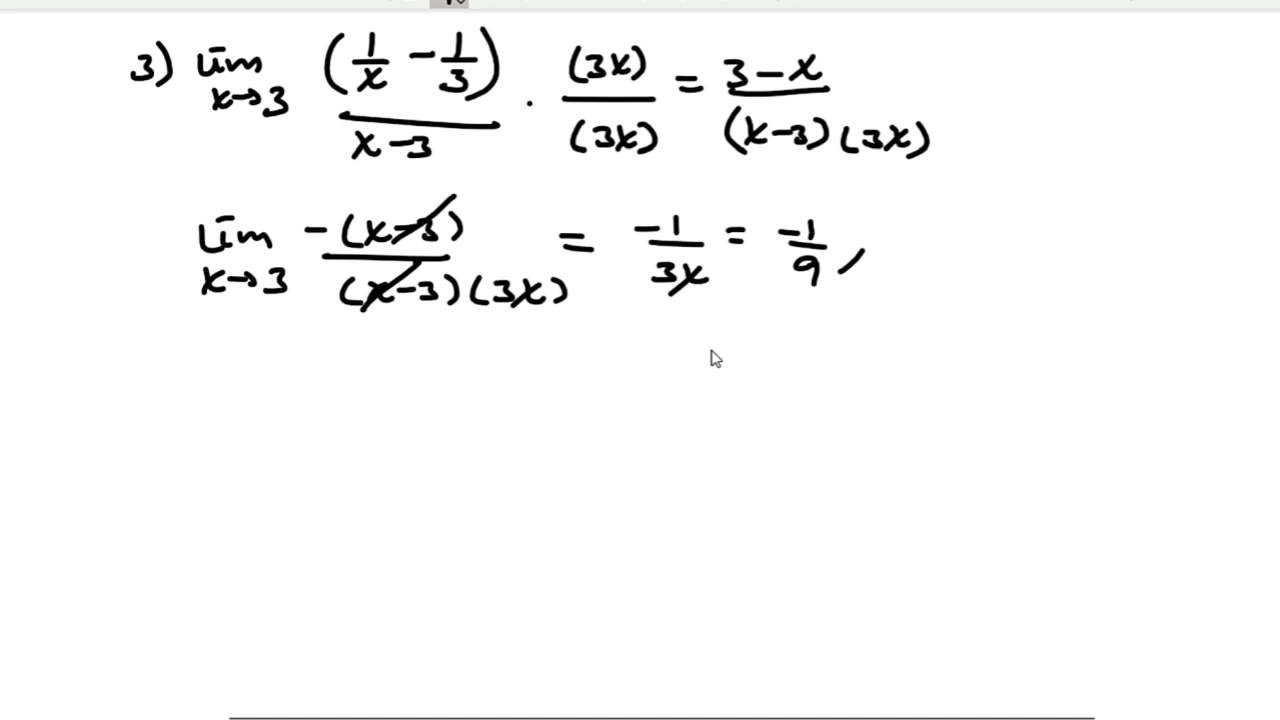 3) lim x→3 (1/x - 1/3)/(x-3) · (3x)/(3x) = (3-x)/((x-3)(3x))
lim x→3 -(x-3)/((x-3)(3x)) = -1/3x = -1/9,